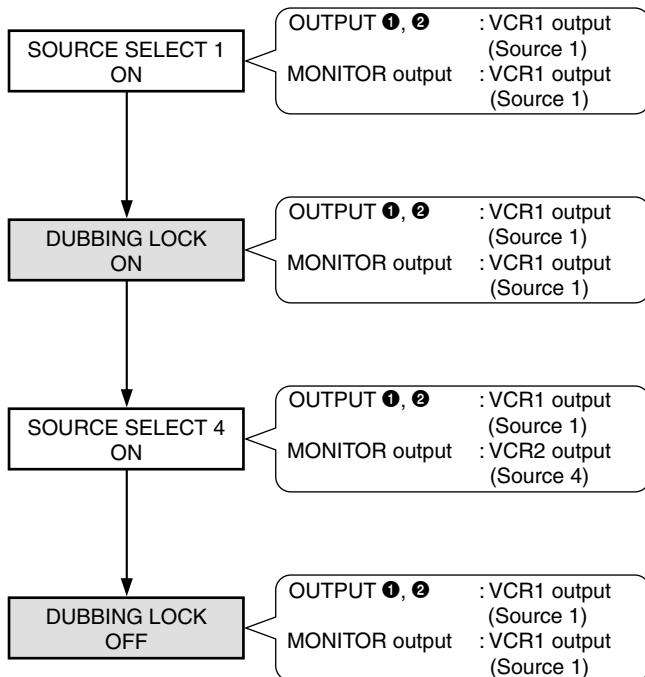 SOURCE SELECT 1
ON
OUTPUT ❶, ❷ : VCR1 output
(Source 1)
MONITOR output : VCR1 output
(Source 1)
DUBBING LOCK
ON
OUTPUT ❶, ❷ : VCR1 output
(Source 1)
MONITOR output : VCR1 output
(Source 1)
SOURCE SELECT 4
ON
OUTPUT ❶, ❷ : VCR1 output
(Source 1)
MONITOR output : VCR2 output
(Source 4)
DUBBING LOCK
OFF
OUTPUT ❶, ❷ : VCR1 output
(Source 1)
MONITOR output : VCR1 output
(Source 1)